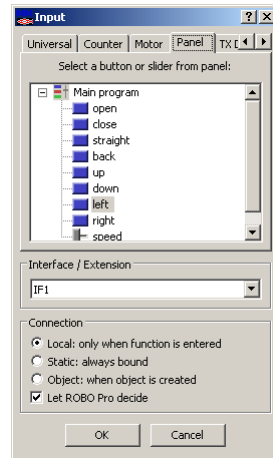 Input
Universal Counter Motor Panel TX
Select a button or slider from panel:
Main program
open
close
straight
back
up
down
left
right
speed
Interface / Extension
IF1
Connection
Local: only when function is entered
Static: always bound
Object: when object is created
Let ROBO Pro decide
OK Cancel